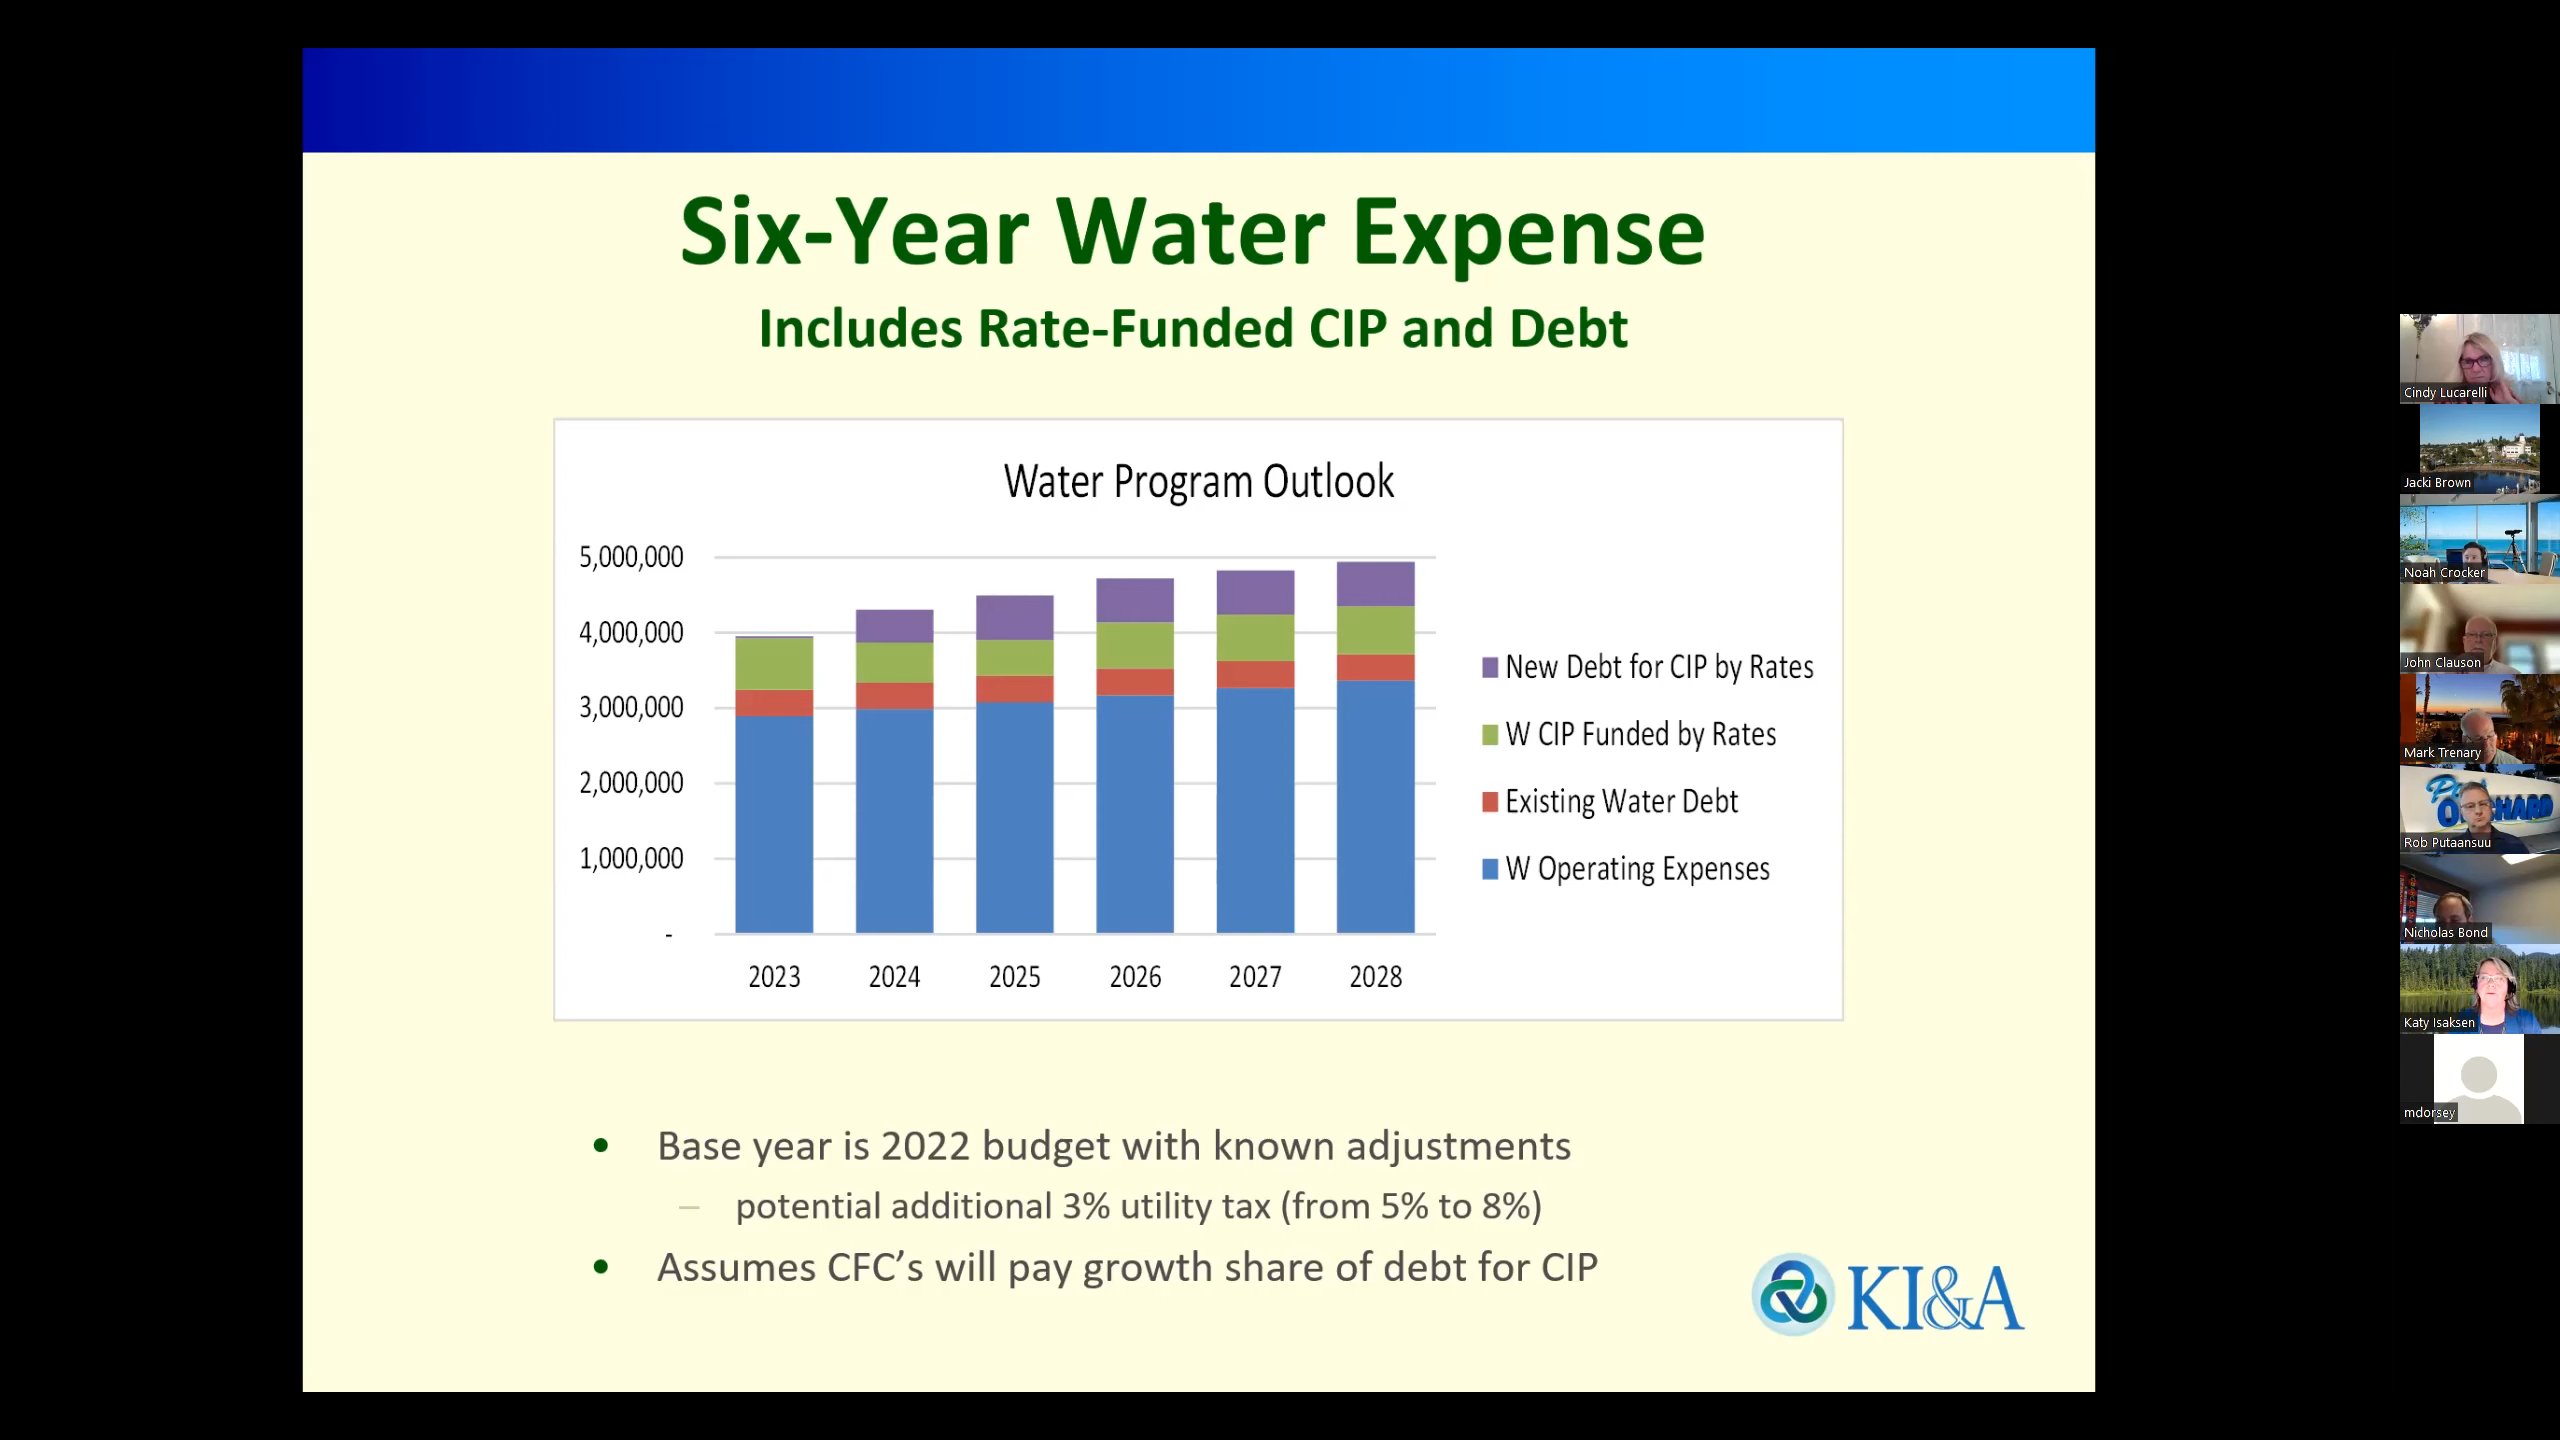 Six-Year Water Expense
Includes Rate-Funded CIP and Debt
Water Program Outlook
5,000,000
4,000,000
3,000,000
2,000,000
1,000,000
-
2023 2024 2025 2026 2027 2028
New Debt for CIP by Rates
W CIP Funded by Rates
Existing Water Debt
W Operating Expenses
• Base year is 2022 budget with known adjustments
– potential additional 3% utility tax (from 5% to 8%)
• Assumes CFC’s will pay growth share of debt for CIP
KI&A
Cindy Lucarelli
Jacki Brown
Noah Crocker
John Clauson
Mark Trenary
Rob Putaansuu
Nicholas Bond
Katy Isaksen
mdorsey